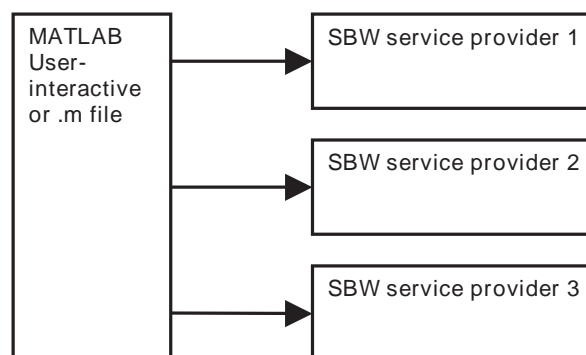 MATLAB
User-
interactive
or .m file
SBW service provider 1
SBW service provider 2
SBW service provider 3